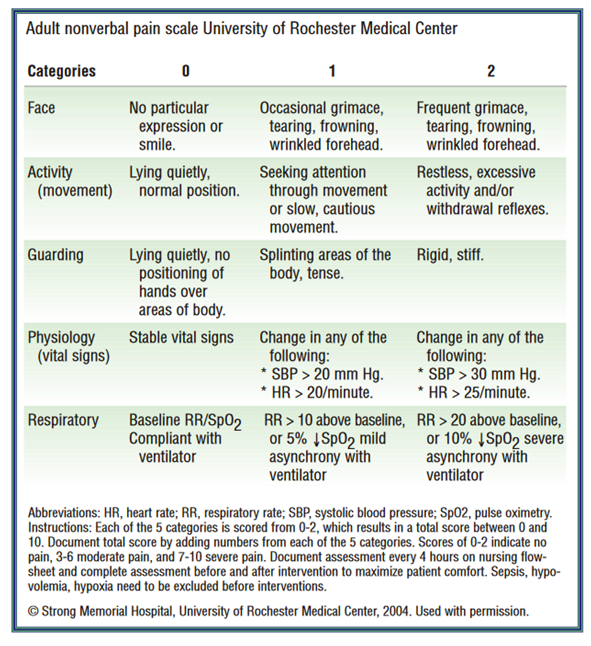 Adult nonverbal pain scale University of Rochester Medical Center
Categories 0 1 2
Face No particular Occasional grimace, Frequent grimace,
expression or tearing, frowning, tearing, frowning,
smile. wrinkled forehead. wrinkled forehead.
Activity Lying quietly, Seeking attention Restless, excessive
(movement) normal position. through movement activity and/or
or slow, cautious withdrawal reflexes.
movement.
Guarding Lying quietly, no Splinting areas of the Rigid, stiff.
positioning of body, tense.
hands over
areas of body.
Physiology Stable vital signs Change in any of the Change in any of the
(vital signs) following: following:
* SBP > 20 mm Hg. * SBP > 30 mm Hg.
* HR > 20/minute. * HR > 25/minute.
Respiratory Baseline RR/SpO2 RR > 10 above baseline, RR > 20 above baseline,
Compliant with or 5% ↓SpO2 mild or 10% ↓SpO2 severe
ventilator asynchrony with asynchrony with
ventilator ventilator
Abbreviations: HR, heart rate; RR, respiratory rate; SBP, systolic blood pressure; SpO2, pulse oximetry.
Instructions: Each of the 5 categories is scored from 0-2, which results in a total score between 0 and
10. Document total score by adding numbers from each of the 5 categories. Scores of 0-2 indicate no
pain, 3-6 moderate pain, and 7-10 severe pain. Document assessment every 4 hours on nursing flow-
sheet and complete assessment before and after intervention to maximize patient comfort. Sepsis, hypo-
volemia, hypoxia need to be excluded before interventions.
© Strong Memorial Hospital, University of Rochester Medical Center, 2004. Used with permission.